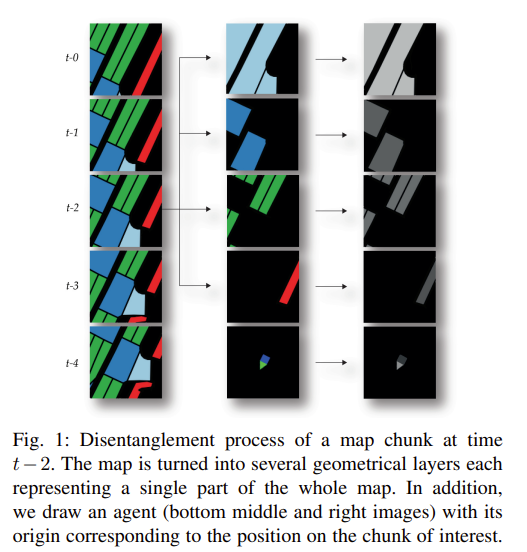 t-0
t-1
t-2
t-3
t-4
Fig. 1: Disentanglement process of a map chunk at time
t − 2. The map is turned into several geometrical layers each
representing a single part of the whole map. In addition,
we draw an agent (bottom middle and right images) with its
origin corresponding to the position on the chunk of interest.